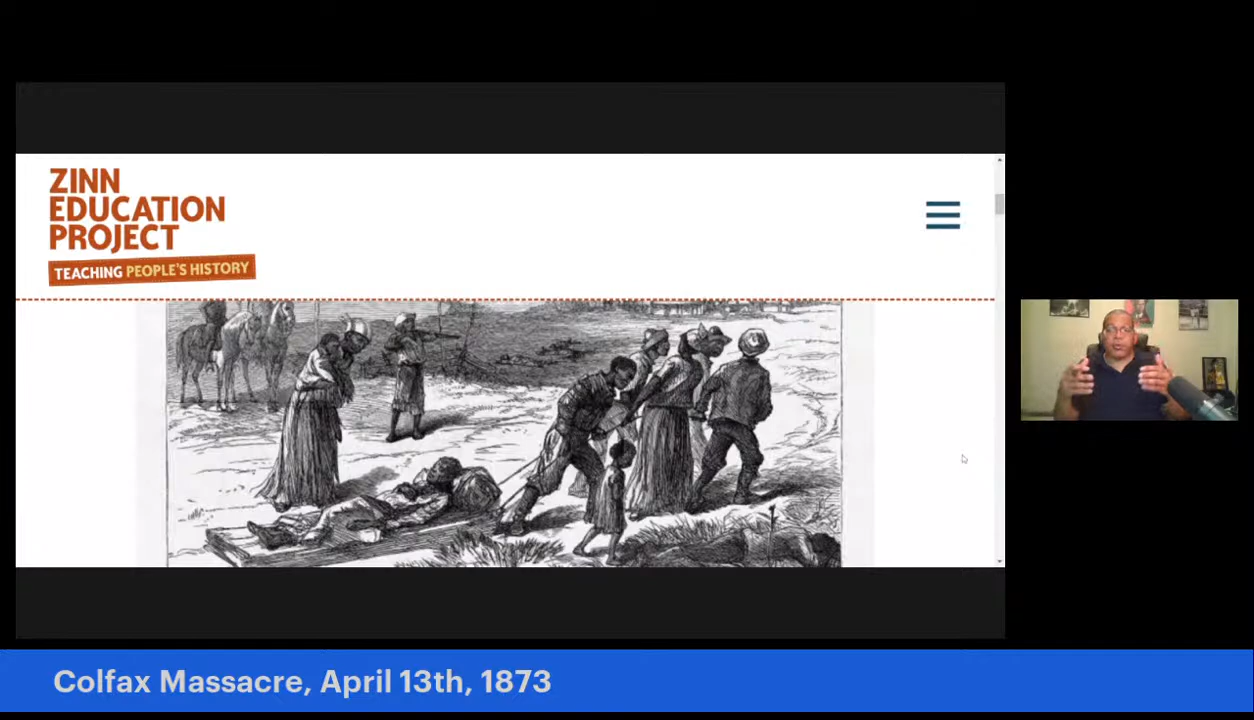 ZINN
EDUCATION
PROJECT
TEACHING PEOPLE'S HISTORY
Colfax Massacre, April 13th, 1873